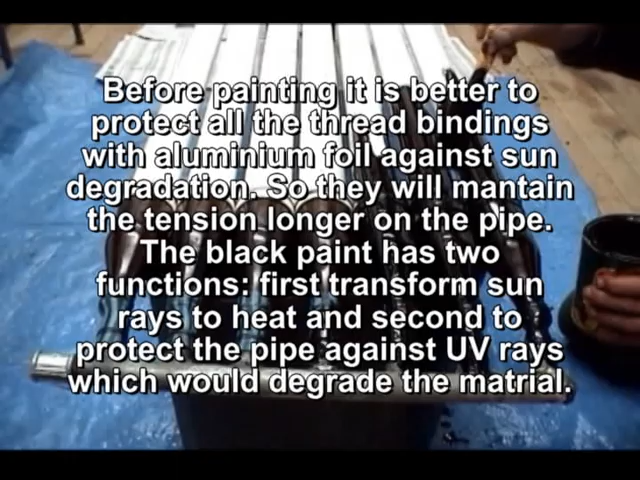 Before painting it is better to
protect all the thread bindings
with aluminium foil against sun
degradation. So they will mantain
the tension longer on the pipe.
The black paint has two
functions: first transform sun
rays to heat and second to
protect the pipe against UV rays
which would degrade the matrial.